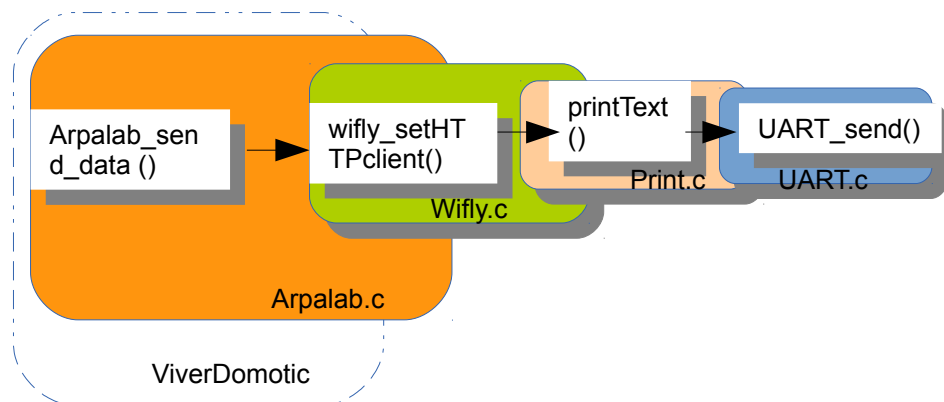 Arpalab_sen
d_data ()
wifly_setHT
TPclient()
printText
()
UART_send()
Print.c
UART.c
Wifly.c
Arpalab.c
ViverDomotic